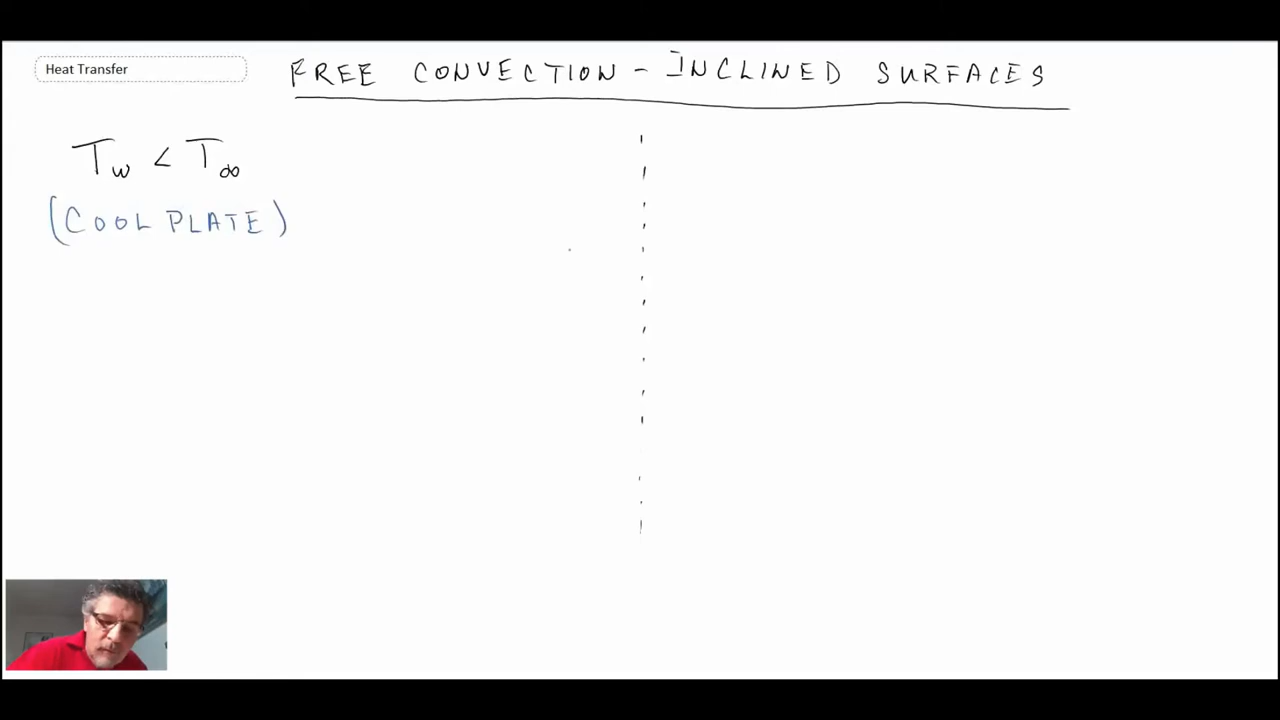 Heat Transfer
FREE CONVECTION - INCLINED SURFACES
Tw < T∞
(COOL PLATE)